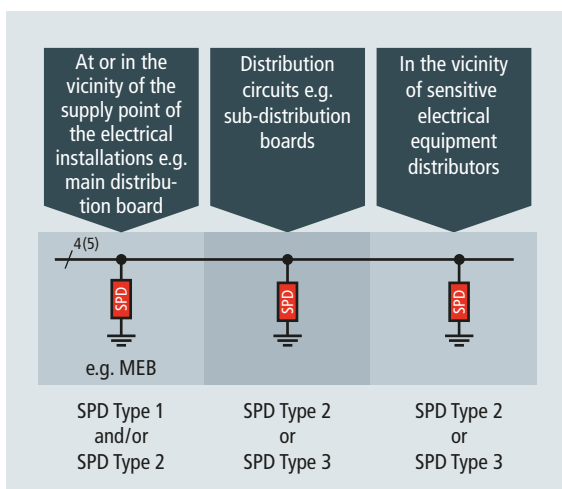 At or in the
vicinity of the
supply point of
the electrical
installations e.g.
main distribu-
tion board
Distribution
circuits e.g.
sub-distribution
boards
In the vicinity
of sensitive
electrical
equipment
distributors
4(5)
SPD
SPD
SPD
e.g. MEB
SPD Type 1
and/or
SPD Type 2
SPD Type 2
or
SPD Type 3
SPD Type 2
or
SPD Type 3